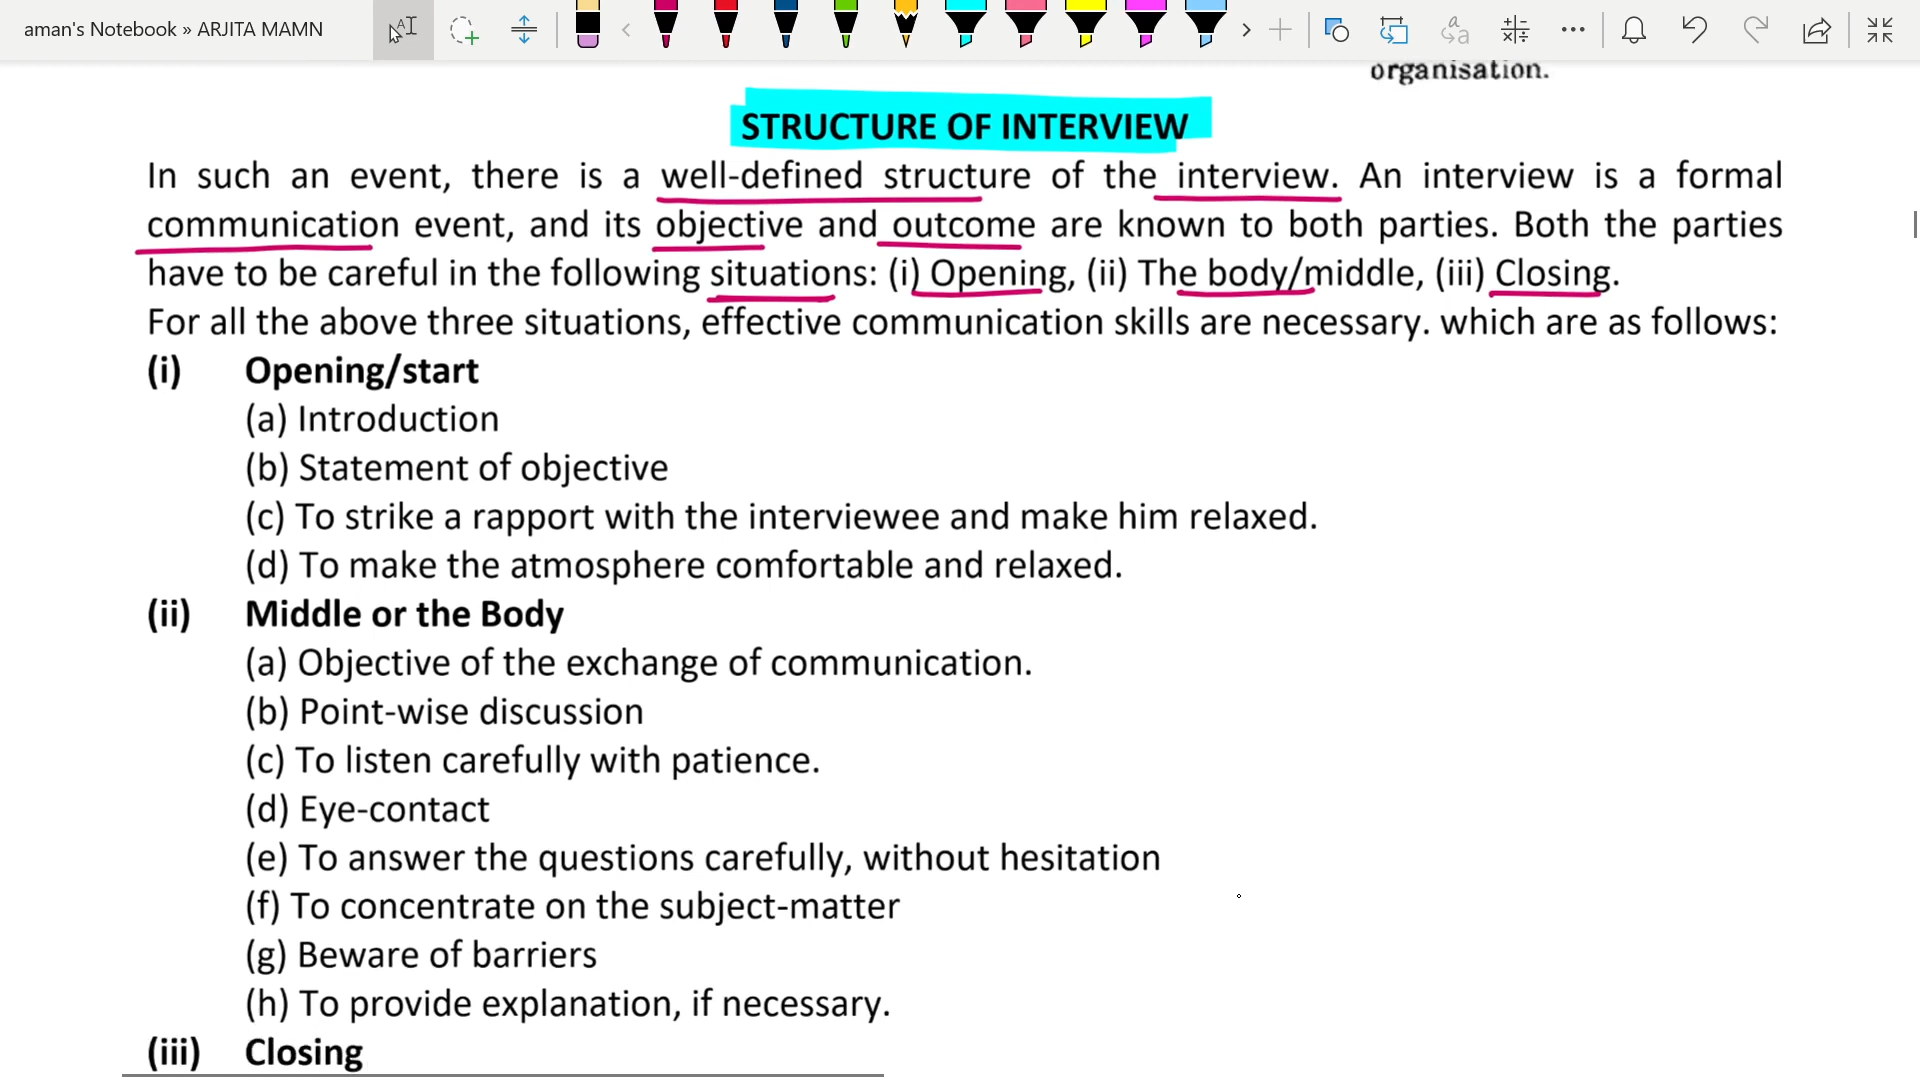 aman's Notebook » ARJITA MAMN
organisation.
STRUCTURE OF INTERVIEW
In such an event, there is a well-defined structure of the interview. An interview is a formal
communication event, and its objective and outcome are known to both parties. Both the parties
have to be careful in the following situations: (i) Opening, (ii) The body/middle, (iii) Closing.
For all the above three situations, effective communication skills are necessary. which are as follows:
(i) Opening/start
(a) Introduction
(b) Statement of objective
(c) To strike a rapport with the interviewee and make him relaxed.
(d) To make the atmosphere comfortable and relaxed.
(ii) Middle or the Body
(a) Objective of the exchange of communication.
(b) Point-wise discussion
(c) To listen carefully with patience.
(d) Eye-contact
(e) To answer the questions carefully, without hesitation
(f) To concentrate on the subject-matter
(g) Beware of barriers
(h) To provide explanation, if necessary.
(iii) Closing